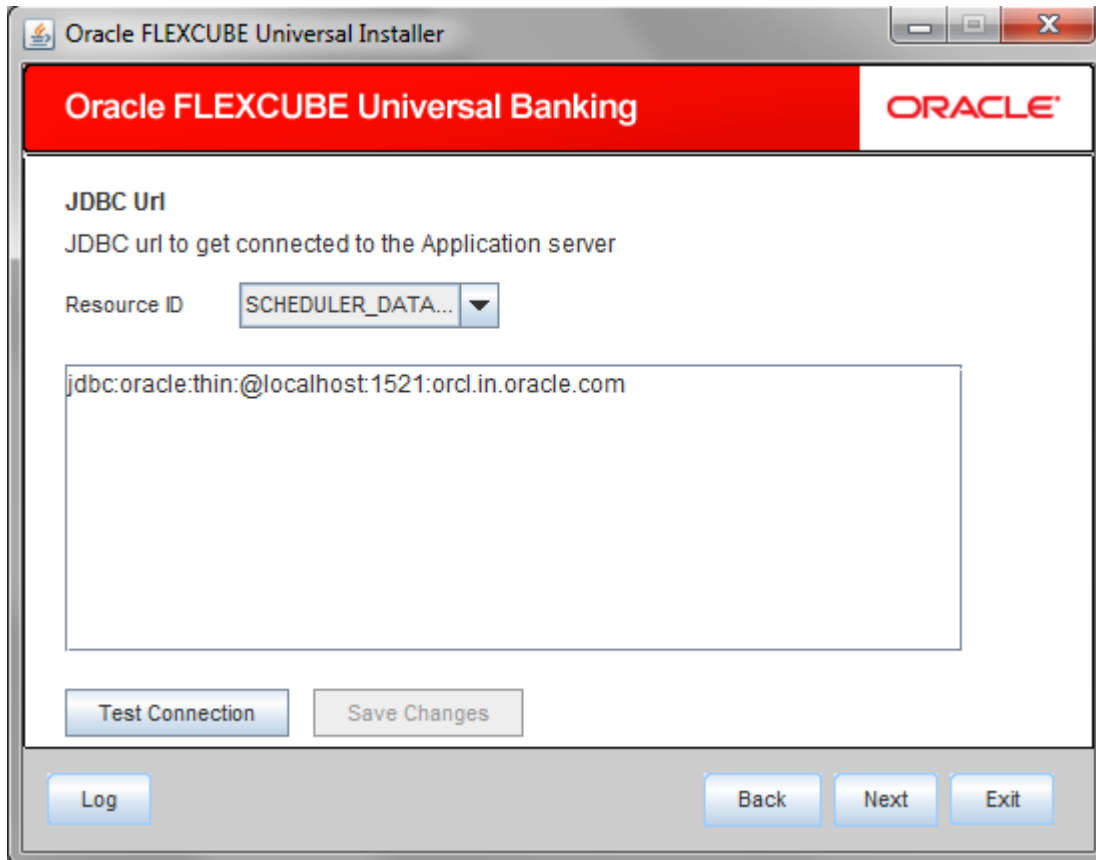 Oracle FLEXCUBE Universal Installer
Oracle FLEXCUBE Universal Banking
ORACLE
JDBC Url
JDBC url to get connected to the Application server
Resource ID SCHEDULER_DATA...
jdbc:oracle:thin:@localhost:1521:orcl.in.oracle.com
Test Connection Save Changes
Log Back Next Exit